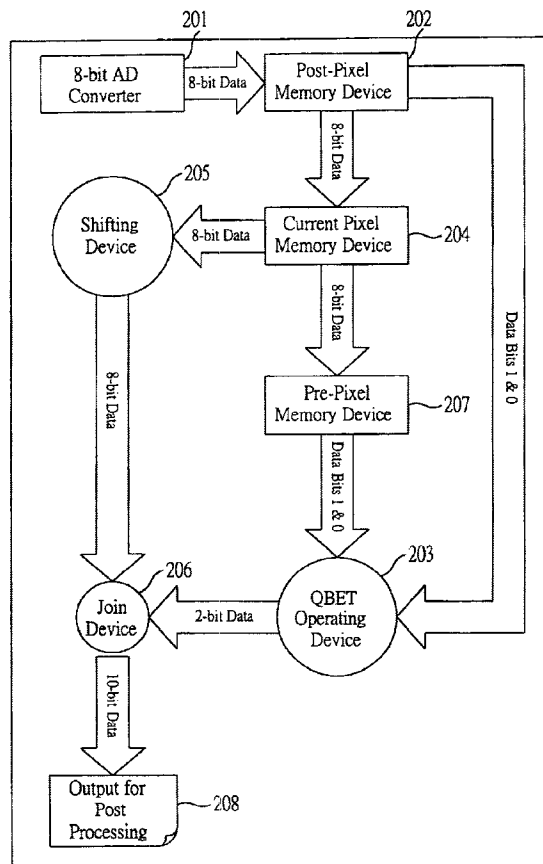 201
202
8-bit AD
Converter
8-bit Data
Post-Pixel
Memory Device
8-bit Data
205
Shifting
Device
8-bit Data
Current Pixel
Memory Device
204
8-bit Data
Data Bits 1 & 0
8-bit Data
Pre-Pixel
Memory Device
207
Data Bits 1 & 0
203
206
Join
Device
2-bit Data
QBET
Operating
Device
10-bit Data
Output for
Post
Processing
208